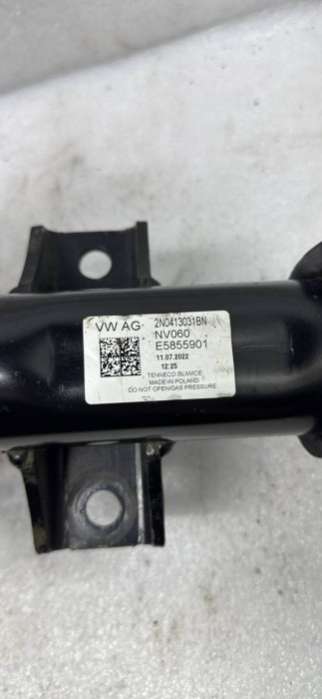 VW AG 2N0413031BN
NV060
E5855901
11.07.2022
12:25
TENNECO GLIWICE
MADE IN POLAND
DO NOT OPEN/GAS PRESSURE